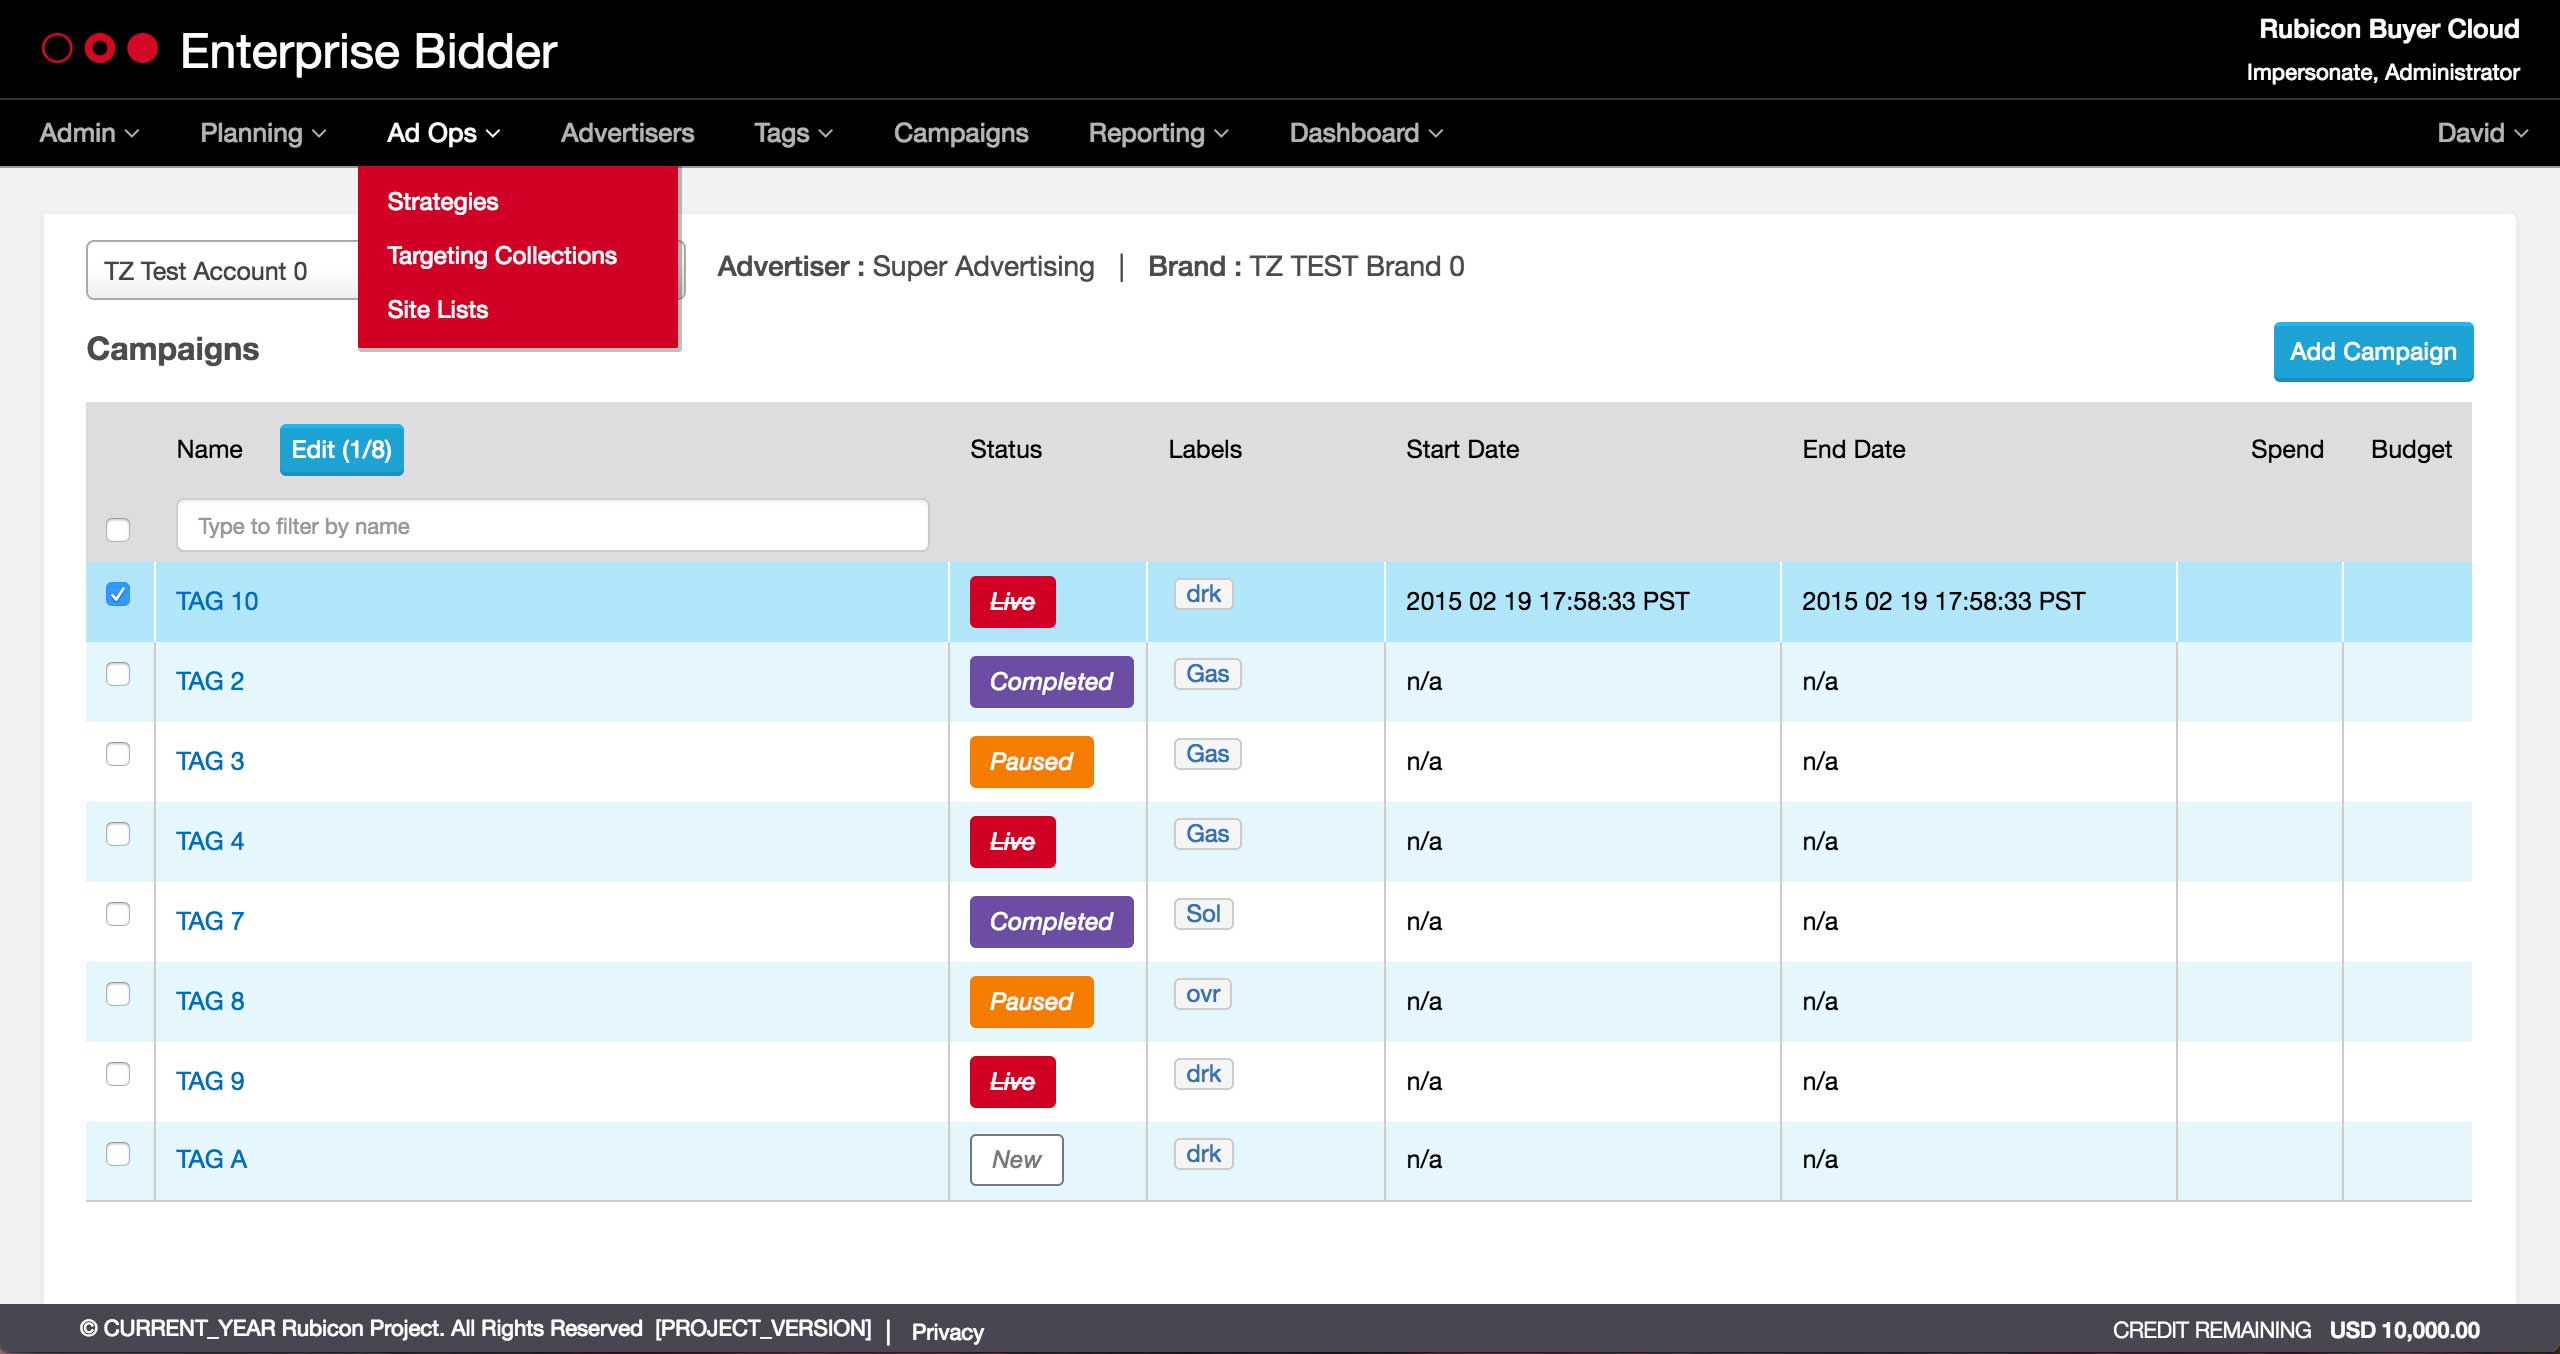 Enterprise Bidder
Rubicon Buyer Cloud
Impersonate, Administrator
Admin Planning Ad Ops Advertisers Tags Campaigns Reporting Dashboard David
Strategies
Targeting Collections
Site Lists
TZ Test Account 0
Advertiser : Super Advertising | Brand : TZ TEST Brand 0
Campaigns
Add Campaign
Name Edit (1/8) Status Labels Start Date End Date Spend Budget
Type to filter by name
TAG 10 Live drk 2015 02 19 17:58:33 PST 2015 02 19 17:58:33 PST
TAG 2 Completed Gas n/a n/a
TAG 3 Paused Gas n/a n/a
TAG 4 Live Gas n/a n/a
TAG 7 Completed Sol n/a n/a
TAG 8 Paused ovr n/a n/a
TAG 9 Live drk n/a n/a
TAG A New drk n/a n/a
© CURRENT_YEAR Rubicon Project. All Rights Reserved [PROJECT_VERSION] | Privacy
CREDIT REMAINING USD 10,000.00